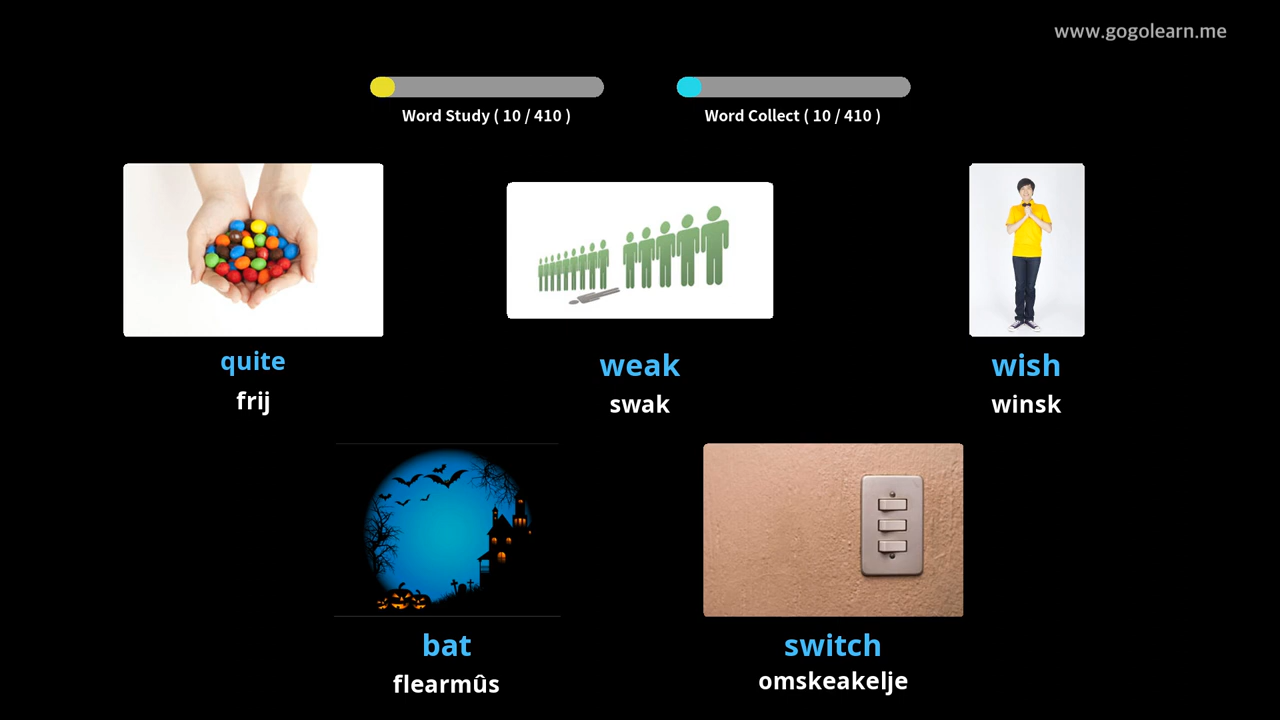 www.gogolearn.me
Word Study ( 10 / 410 )
Word Collect ( 10 / 410 )
quite
frij
weak
swak
wish
winsk
bat
flearmûs
switch
omskeakelje